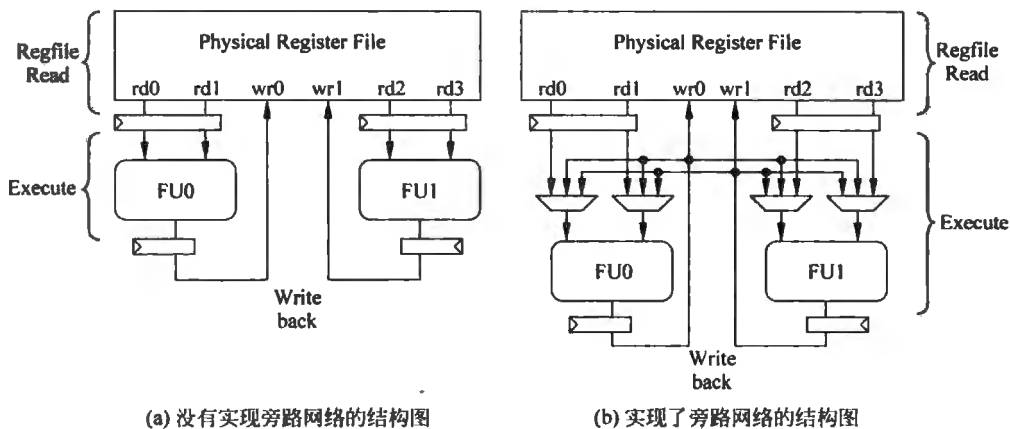 Physical Register File
Regfile
Read
rd0 rd1 wr0 wr1 rd2 rd3
Execute
FU0 FU1
Write
back
(a) 没有实现旁路网络的结构图
Physical Register File
Regfile
Read
rd0 rd1 wr0 wr1 rd2 rd3
Execute
FU0 FU1
Write
back
(b) 实现了旁路网络的结构图